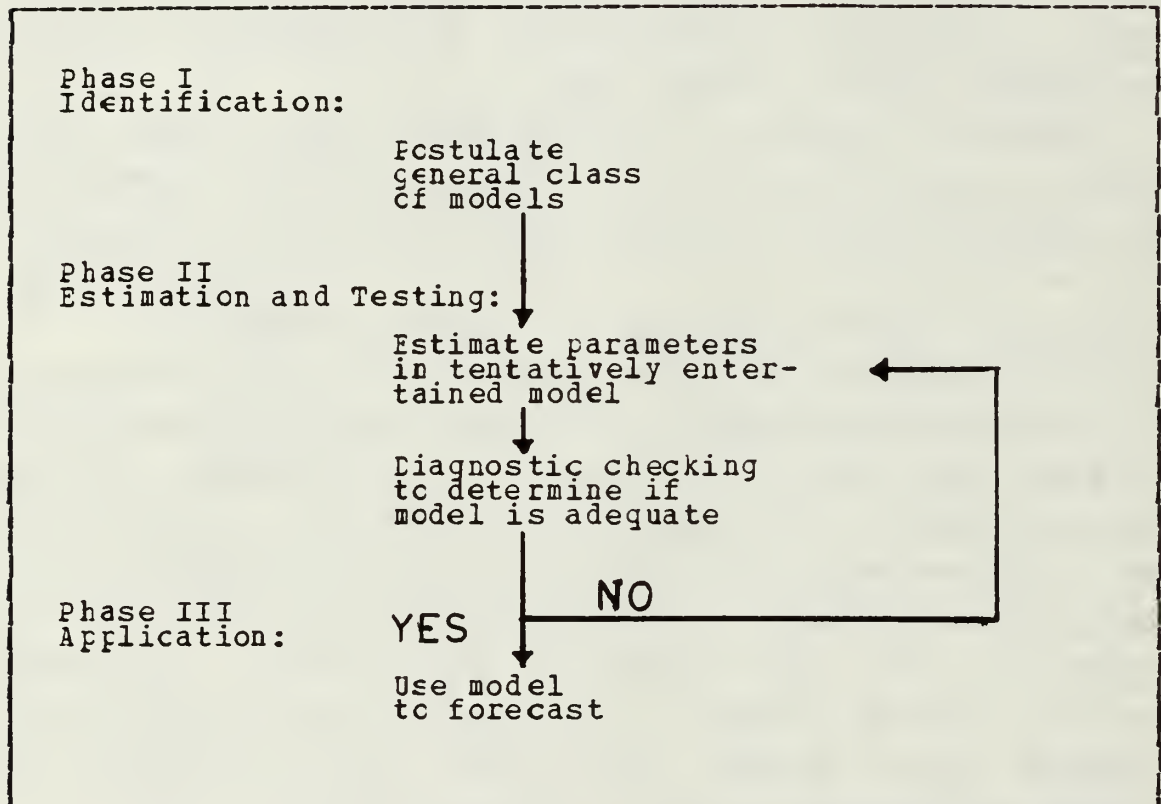 Phase I
Identification:
Postulate
general class
of models
Phase II
Estimation and Testing:
Estimate parameters
in tentatively enter-
tained model
Diagnostic checking
to determine if
model is adequate
NO
Phase III
YES
Application:
Use model
to forecast